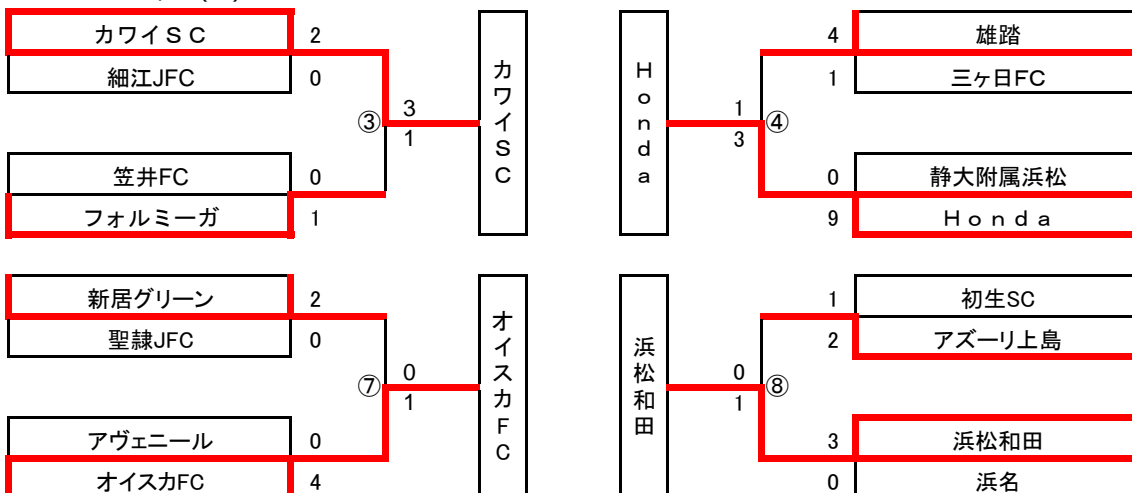 カワイSC 2
細江JFC 0
③ 3
1
笠井FC 0
フォルミーガ 1
カワイSC
Honda
雄踏 4
三ヶ日FC 1
④ 1
3
静大附属浜松 0
Honda 9
新居グリーン 2
聖隷JFC 0
⑦ 0
1
アヴェニール 0
オイスカFC 4
オイスカFC
浜松和田
初生SC 1
アズーリ上島 2
⑧ 0
1
浜松和田 3
浜名 0